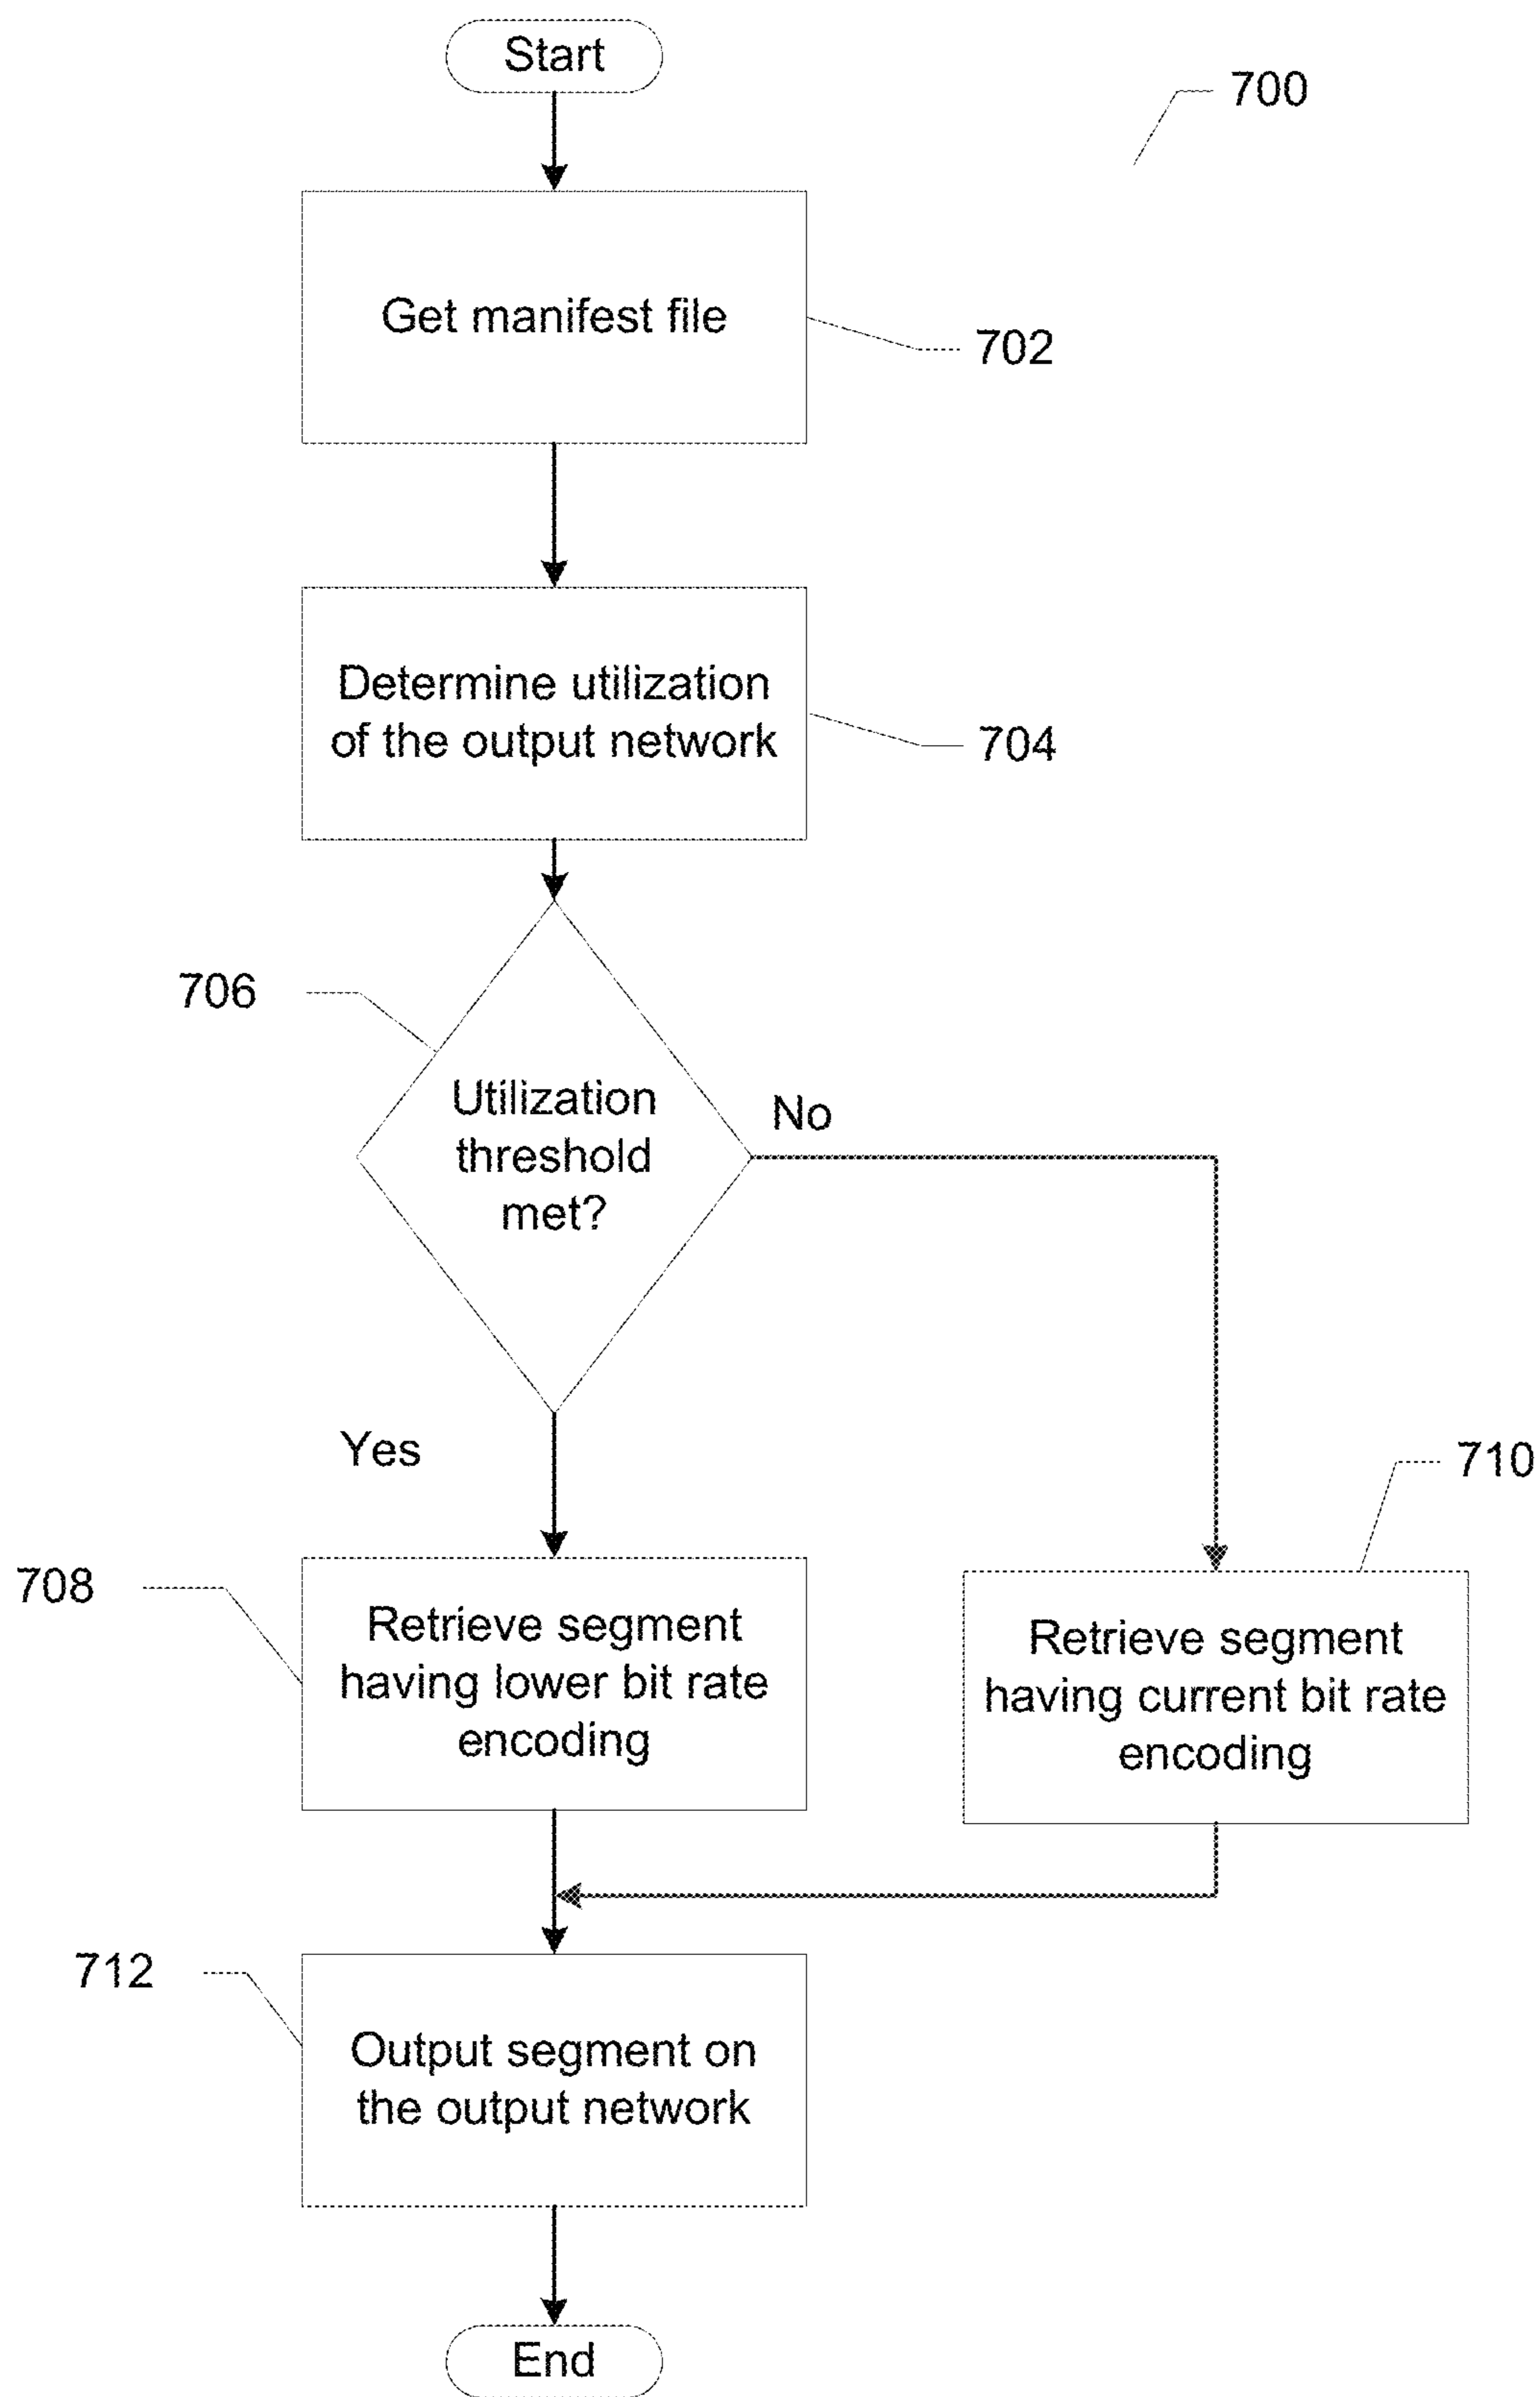 Start
700
Get manifest file
702
Determine utilization
of the output network
704
706
Utilization
threshold
met?
No
Yes
710
708
Retrieve segment
having lower bit rate
encoding
Retrieve segment
having current bit rate
encoding
712
Output segment on
the output network
End